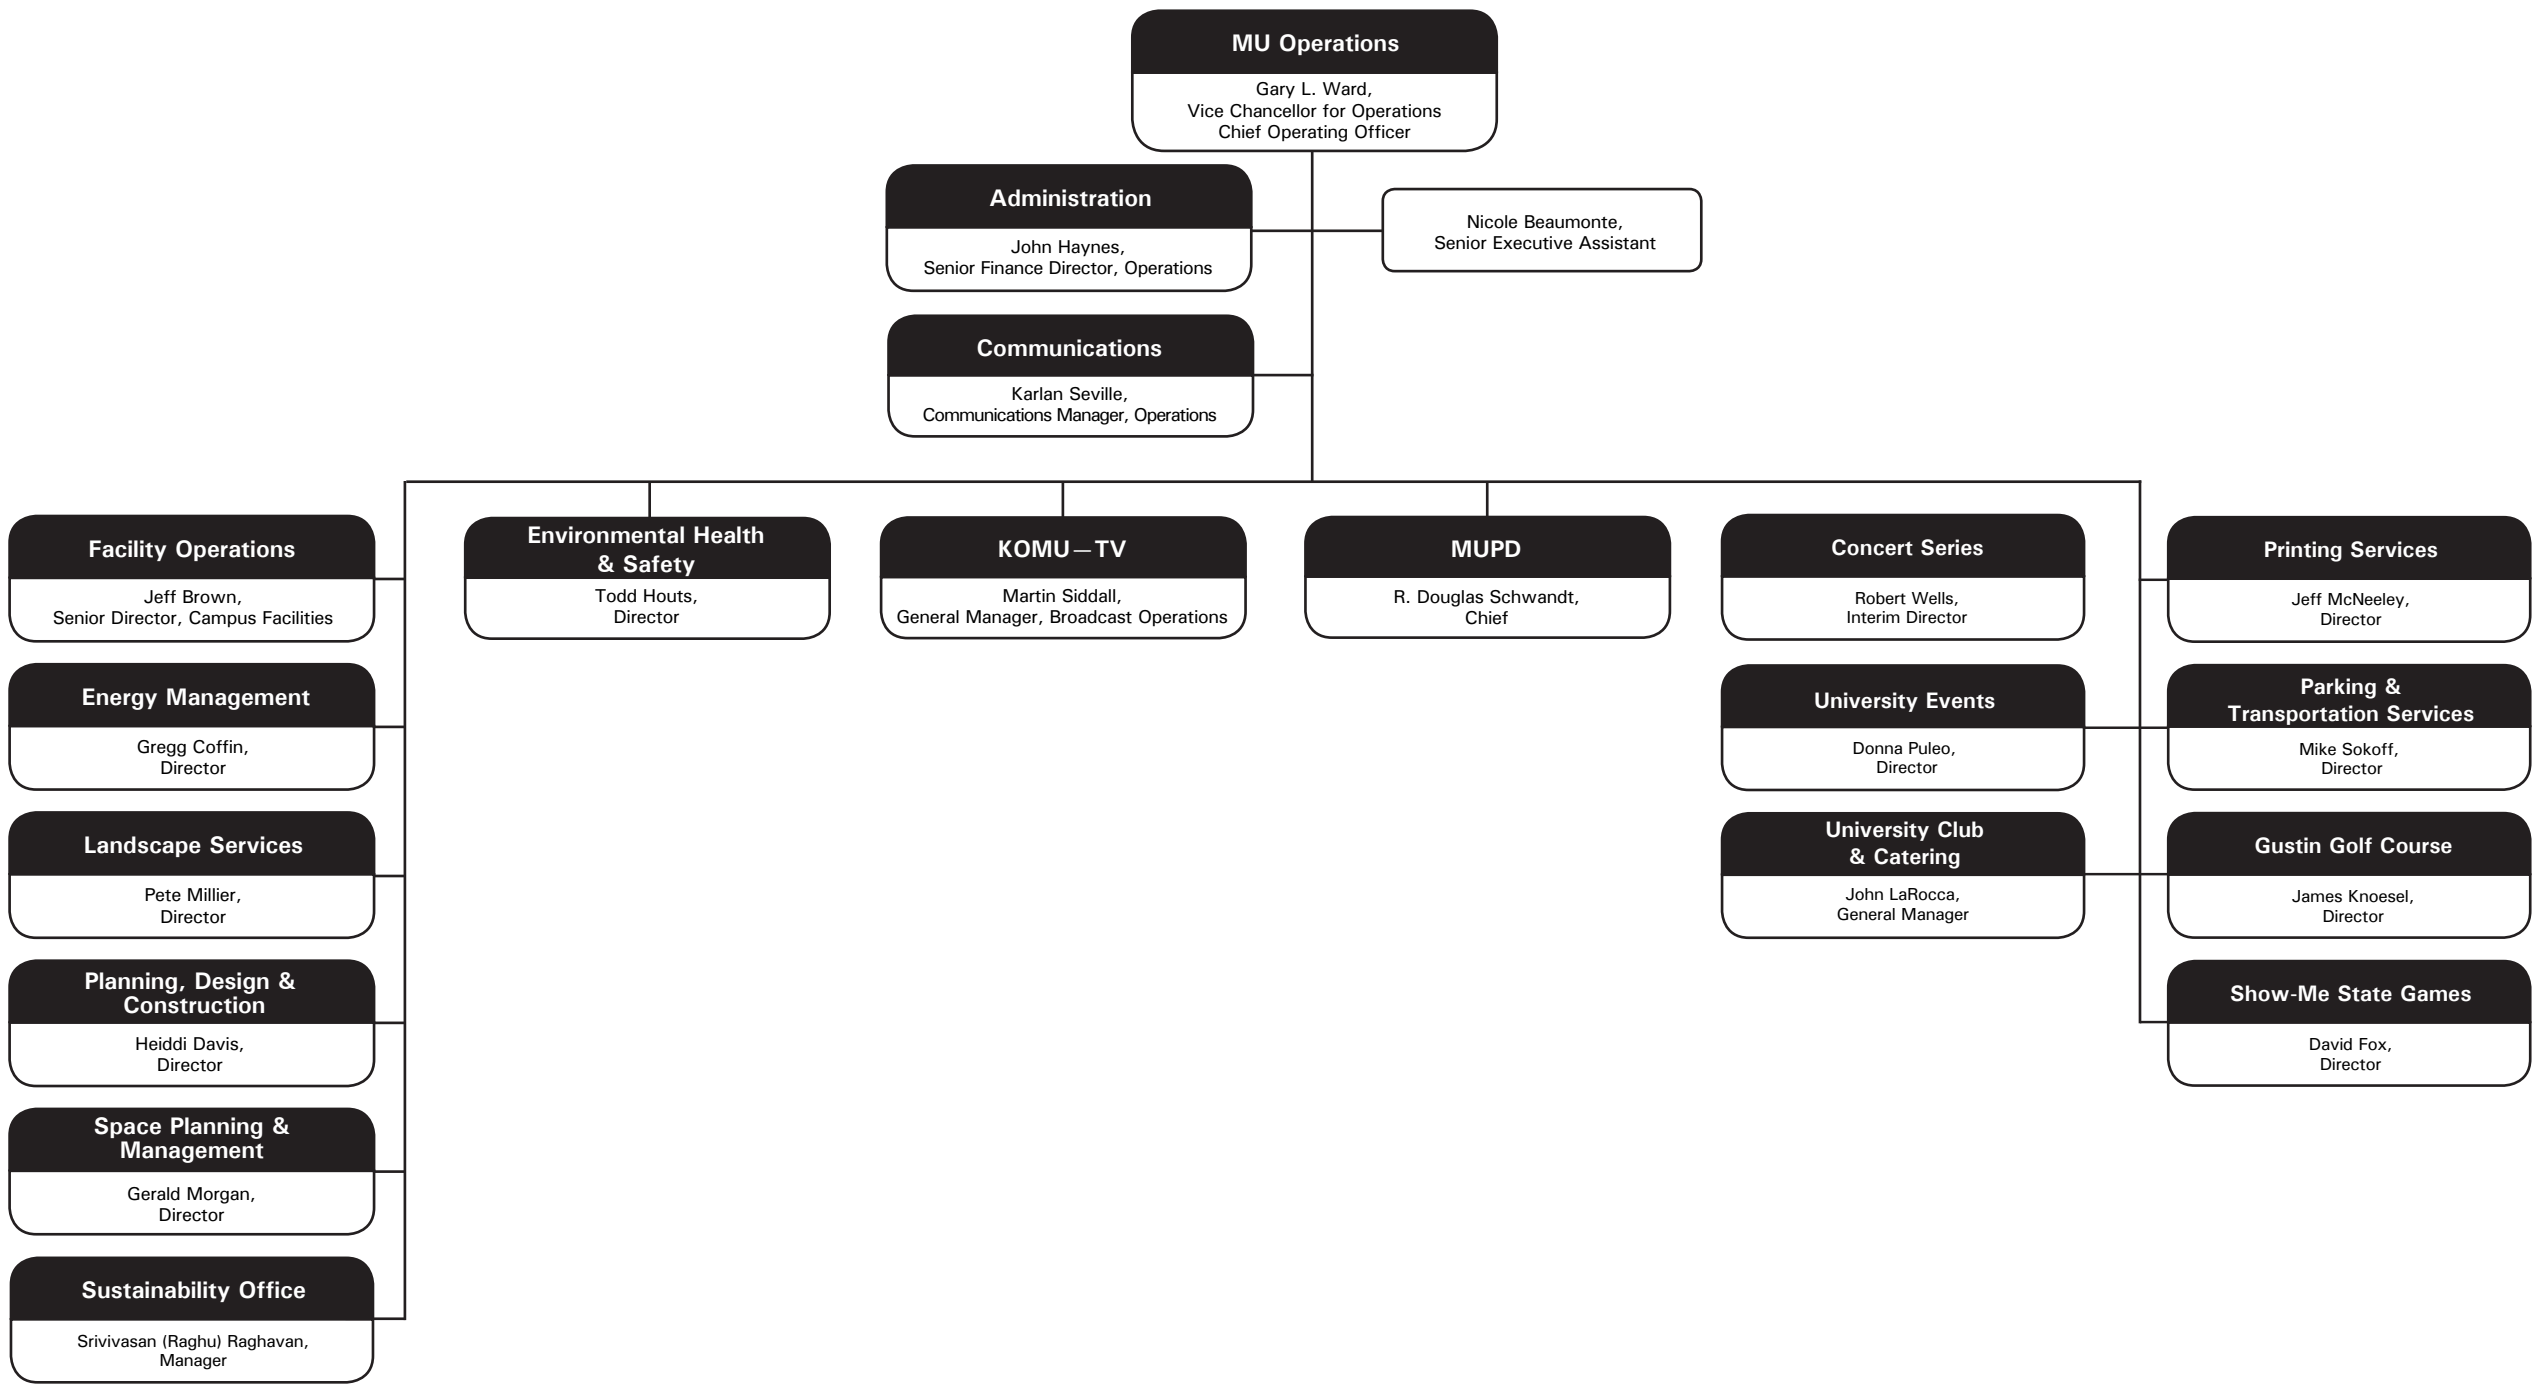 MU Operations
Gary L. Ward,
Vice Chancellor for Operations
Chief Operating Officer
Administration
John Haynes,
Senior Finance Director, Operations
Nicole Beaumonte,
Senior Executive Assistant
Communications
Karlan Seville,
Communications Manager, Operations
Facility Operations
Jeff Brown,
Senior Director, Campus Facilities
Energy Management
Gregg Coffin,
Director
Landscape Services
Pete Millier,
Director
Planning, Design &
Construction
Heiddi Davis,
Director
Space Planning &
Management
Gerald Morgan,
Director
Sustainability Office
Srivivasan (Raghu) Raghavan,
Manager
Environmental Health
& Safety
Todd Houts,
Director
KOMU—TV
Martin Siddall,
General Manager, Broadcast Operations
MUPD
R. Douglas Schwandt,
Chief
Concert Series
Robert Wells,
Interim Director
University Events
Donna Puleo,
Director
University Club
& Catering
John LaRocca,
General Manager
Printing Services
Jeff McNeeley,
Director
Parking &
Transportation Services
Mike Sokoff,
Director
Gustin Golf Course
James Knoesel,
Director
Show-Me State Games
David Fox,
Director